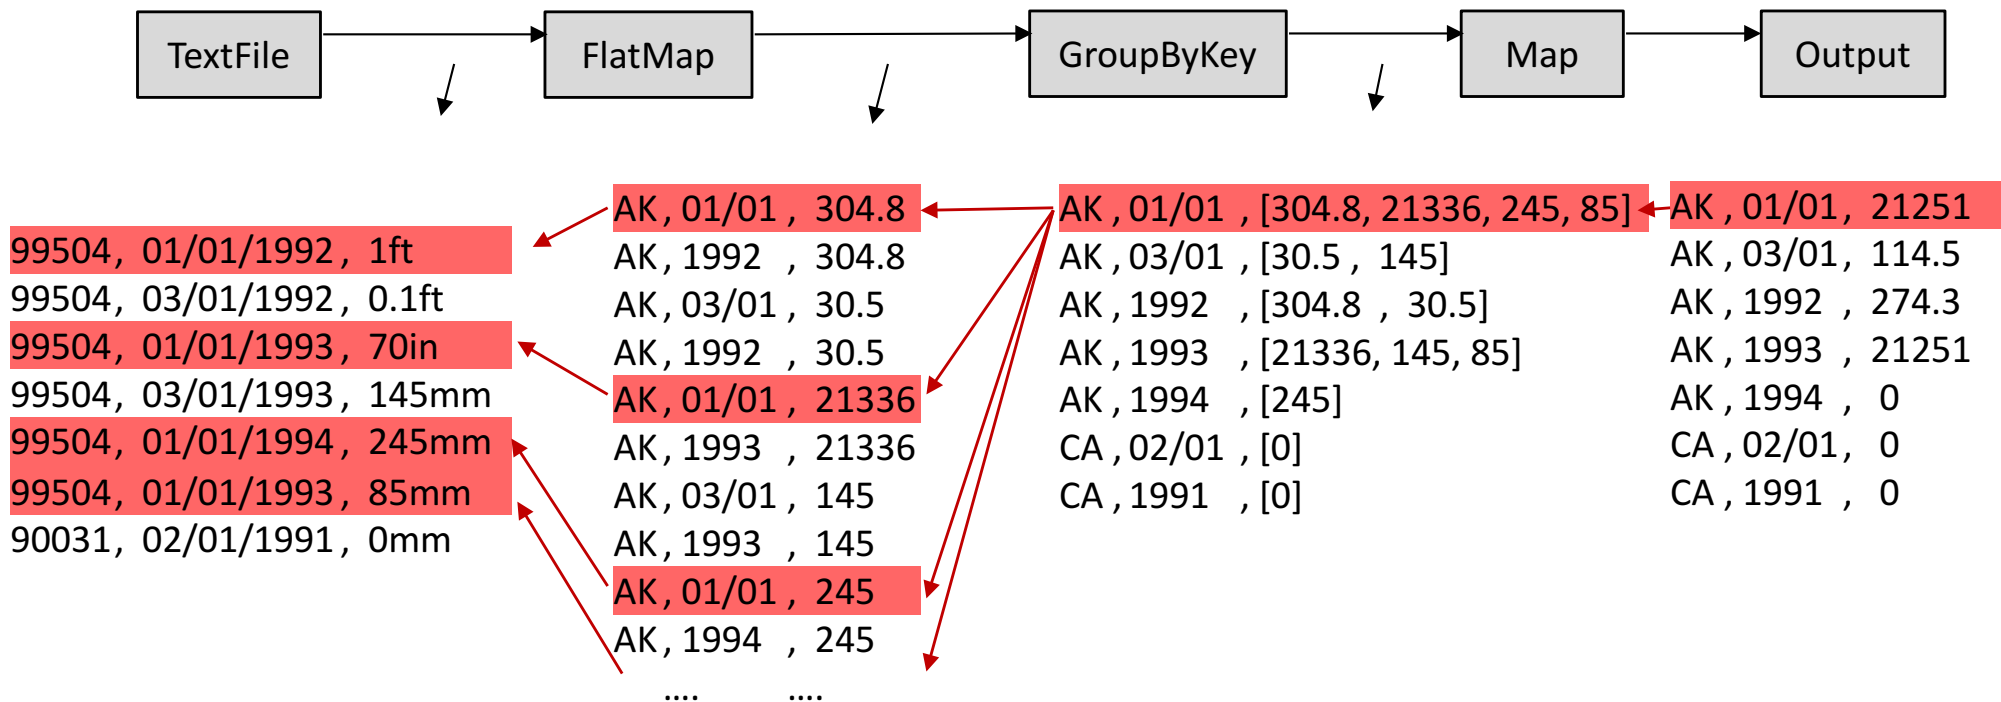 TextFile
FlatMap
GroupByKey
Map
Output
99504, 01/01/1992, 1ft
99504, 03/01/1992, 0.1ft
99504, 01/01/1993, 70in
99504, 03/01/1993, 145mm
99504, 01/01/1994, 245mm
99504, 01/01/1993, 85mm
90031, 02/01/1991, 0mm
AK, 01/01, 304.8
AK, 1992, 304.8
AK, 03/01, 30.5
AK, 1992, 30.5
AK, 01/01, 21336
AK, 1993, 21336
AK, 03/01, 145
AK, 1993, 145
AK, 01/01, 245
AK, 1994, 245
.... ....
AK, 01/01, [304.8, 21336, 245, 85]
AK, 03/01, [30.5, 145]
AK, 1992, [304.8, 30.5]
AK, 1993, [21336, 145, 85]
AK, 1994, [245]
CA, 02/01, [0]
CA, 1991, [0]
AK, 01/01, 21251
AK, 03/01, 114.5
AK, 1992, 274.3
AK, 1993, 21251
AK, 1994, 0
CA, 02/01, 0
CA, 1991, 0